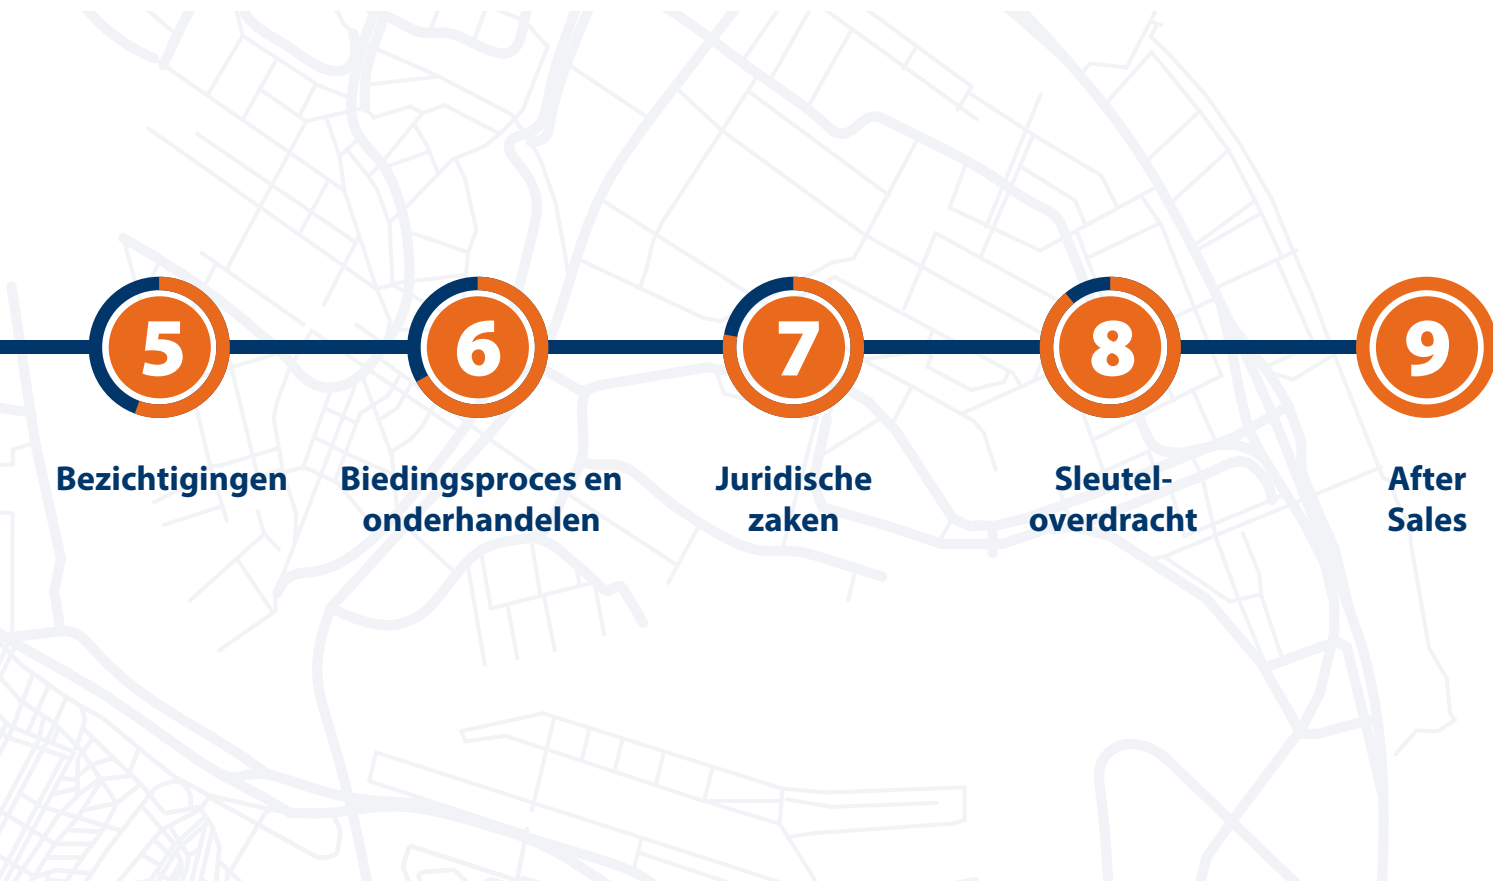 5
6
7
8
9
Bezichtigingen
Biedingsproces en
onderhandelen
Juridische
zaken
Sleutel-
overdracht
After
Sales